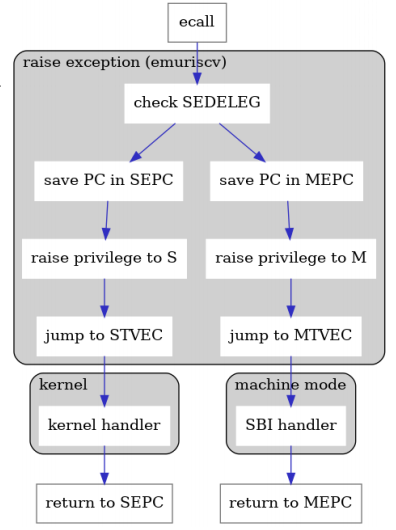 ecall
raise exception (emuriscv)
check SEDELEG
save PC in SEPC
save PC in MEPC
raise privilege to S
raise privilege to M
jump to STVEC
jump to MTVEC
kernel
machine mode
kernel handler
SBI handler
return to SEPC
return to MEPC